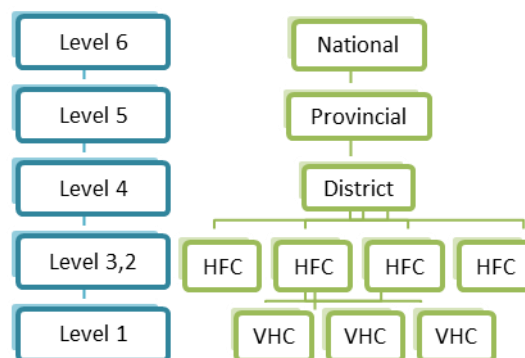 Level 6
National
Level 5
Provincial
Level 4
District
Level 3,2
HFC
HFC
HFC
HFC
Level 1
VHC
VHC
VHC